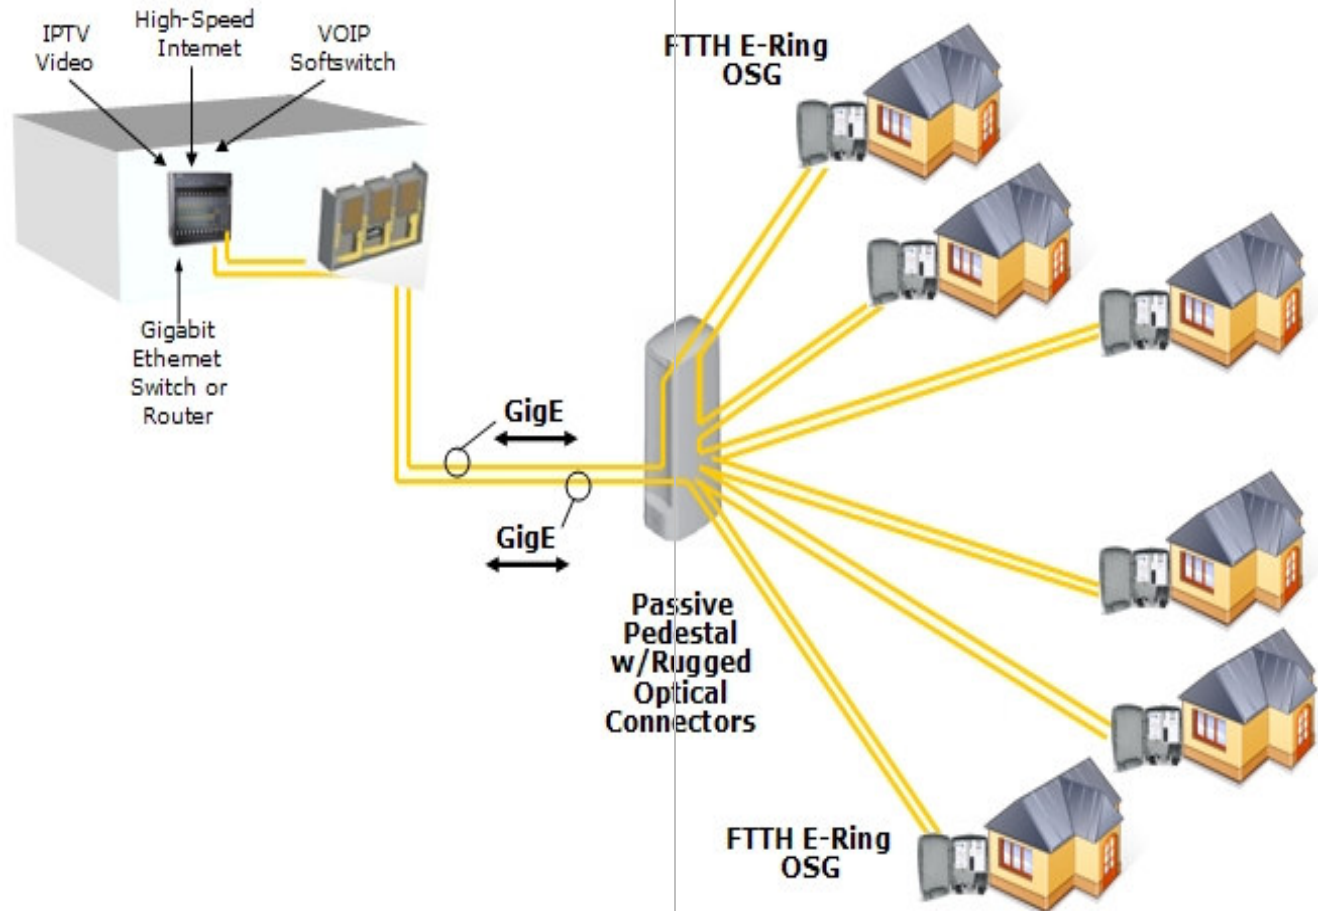 IPTV
Video
High-Speed
Internet
VOIP
Softswitch
Gigabit
Ethernet
Switch or
Router
GigE
GigE
Passive
Pedestal
w/Rugged
Optical
Connectors
FTTH E-Ring
OSG
FTTH E-Ring
OSG